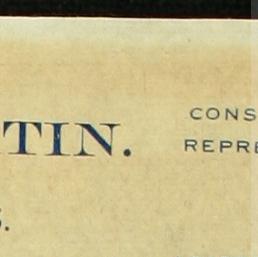 TIN.
CONS
REPRE
.